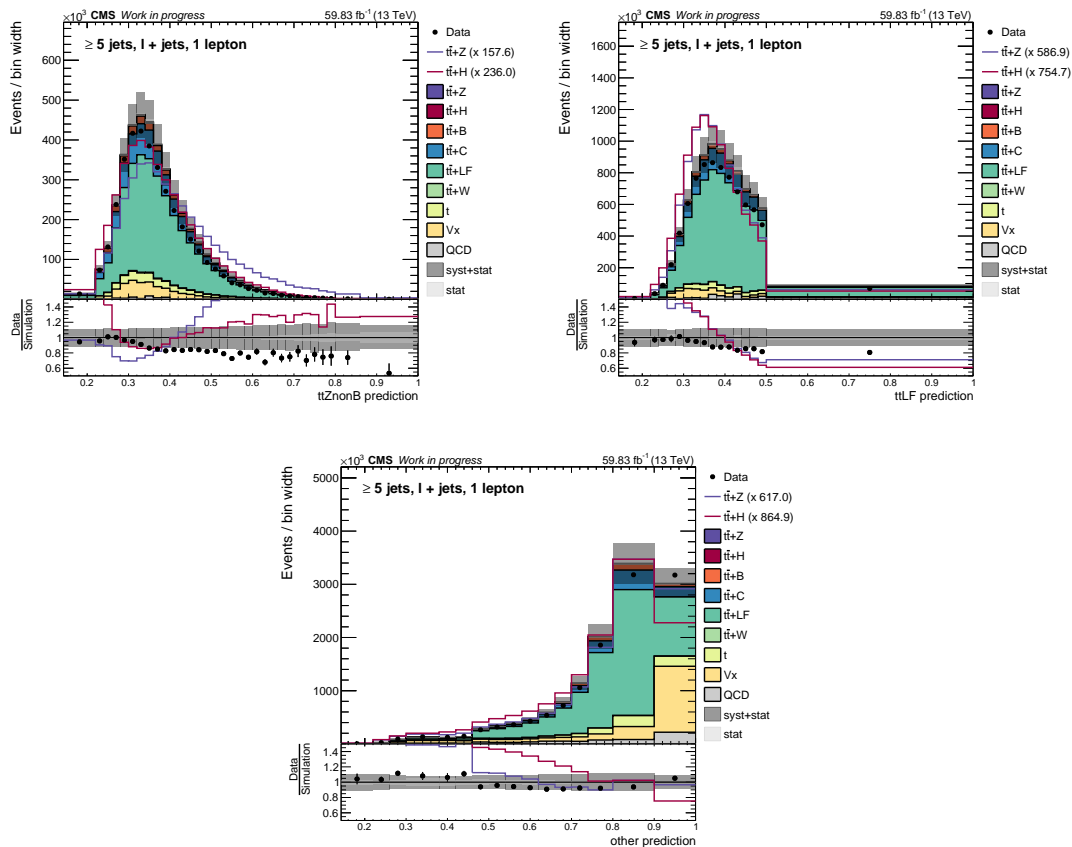 ×10³ CMS Work in progress 59.83 fb⁻¹ (13 TeV)
≥ 5 jets, l + jets, 1 lepton
Events / bin width
600
500
400
300
200
100
Data
tt̄+Z (x 157.6)
tt̄+H (x 236.0)
tt̄+Z
tt̄+H
tt̄+B
tt̄+C
tt̄+LF
tt̄+W
t
Vx
QCD
syst+stat
stat
Data
Simulation
1.4
1.2
1
0.8
0.6
0.2 0.3 0.4 0.5 0.6 0.7 0.8 0.9 1
ttZnonB prediction
×10³ CMS Work in progress 59.83 fb⁻¹ (13 TeV)
≥ 5 jets, l + jets, 1 lepton
Events / bin width
1600
1400
1200
1000
800
600
400
200
Data
tt̄+Z (x 586.9)
tt̄+H (x 754.7)
tt̄+Z
tt̄+H
tt̄+B
tt̄+C
tt̄+LF
tt̄+W
t
Vx
QCD
syst+stat
stat
Data
Simulation
1.4
1.2
1
0.8
0.6
0.2 0.3 0.4 0.5 0.6 0.7 0.8 0.9 1
ttLF prediction
×10³ CMS Work in progress 59.83 fb⁻¹ (13 TeV)
≥ 5 jets, l + jets, 1 lepton
Events / bin width
5000
4000
3000
2000
1000
Data
tt̄+Z (x 617.0)
tt̄+H (x 864.9)
tt̄+Z
tt̄+H
tt̄+B
tt̄+C
tt̄+LF
tt̄+W
t
Vx
QCD
syst+stat
stat
Data
Simulation
1.4
1.2
1
0.8
0.6
0.2 0.3 0.4 0.5 0.6 0.7 0.8 0.9 1
other prediction